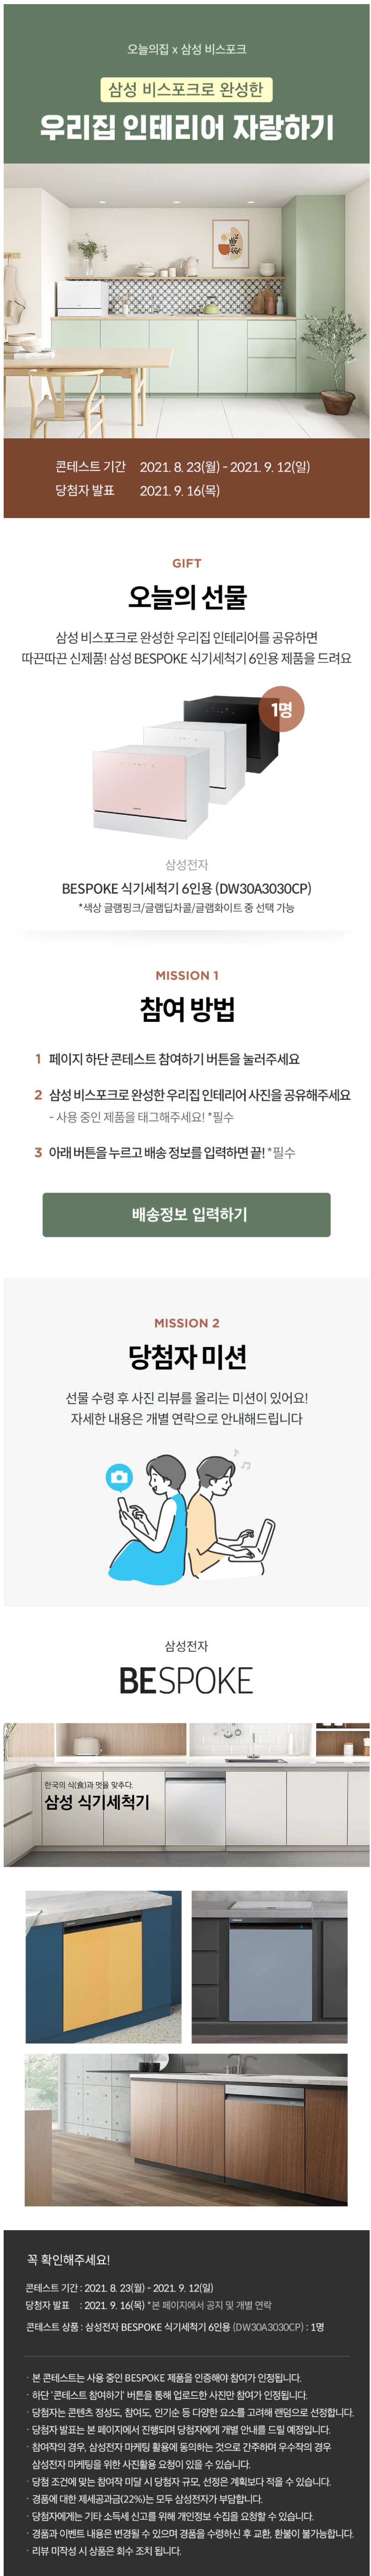 오늘의집 x 삼성 비스포크
삼성 비스포크로 완성한
우리집 인테리어 자랑하기
콘테스트 기간 2021. 8. 23(월) - 2021. 9. 12(일)
당첨자 발표 2021. 9. 16(목)
GIFT
오늘의 선물
삼성 비스포크로 완성한 우리집 인테리어를 공유하면
따끈따끈 신제품! 삼성 BESPOKE 식기세척기 6인용 제품을 드려요
1명
삼성전자
BESPOKE 식기세척기 6인용 (DW30A3030CP)
*색상 글램핑크/글램딥차콜/글램화이트 중 선택 가능
MISSION 1
참여 방법
1 페이지 하단 콘테스트 참여하기 버튼을 눌러주세요
2 삼성 비스포크로 완성한 우리집 인테리어 사진을 공유해주세요
- 사용 중인 제품을 태그해주세요! *필수
3 아래 버튼을 누르고 배송 정보를 입력하면 끝! *필수
배송정보 입력하기
MISSION 2
당첨자 미션
선물 수령 후 사진 리뷰를 올리는 미션이 있어요!
자세한 내용은 개별 연락으로 안내해드립니다
삼성전자
BESPOKE
한국의 식(食)과 멋을 맞추다.
삼성 식기세척기
꼭 확인해주세요!
콘테스트 기간 : 2021. 8. 23(월) - 2021. 9. 12(일)
당첨자 발표 : 2021. 9. 16(목) *본 페이지에서 공지 및 개별 연락
콘테스트 상품 : 삼성전자 BESPOKE 식기세척기 6인용 (DW30A3030CP) : 1명
· 본 콘테스트는 사용 중인 BESPOKE 제품을 인증해야 참여가 인정됩니다.
· 하단 '콘테스트 참여하기' 버튼을 통해 업로드한 사진만 참여가 인정됩니다.
· 당첨자는 콘텐츠 정성도, 참여도, 인기순 등 다양한 요소를 고려해 랜덤으로 선정합니다.
· 당첨자 발표는 본 페이지에서 진행되며 당첨자에게 개별 안내를 드릴 예정입니다.
· 참여작의 경우, 삼성전자 마케팅 활용에 동의하는 것으로 간주하며 우수작의 경우
삼성전자 마케팅을 위한 사진활용 요청이 있을 수 있습니다.
· 당첨 조건에 맞는 참여작 미달 시 당첨자 규모, 선정은 계획보다 적을 수 있습니다.
· 경품에 대한 제세공과금(22%)는 모두 삼성전자가 부담합니다.
· 당첨자에게는 기타 소득세 신고를 위해 개인정보 수집을 요청할 수 있습니다.
· 경품과 이벤트 내용은 변경될 수 있으며 경품을 수령하신 후 교환, 환불이 불가능합니다.
· 리뷰 미작성 시 상품은 회수 조치 됩니다.